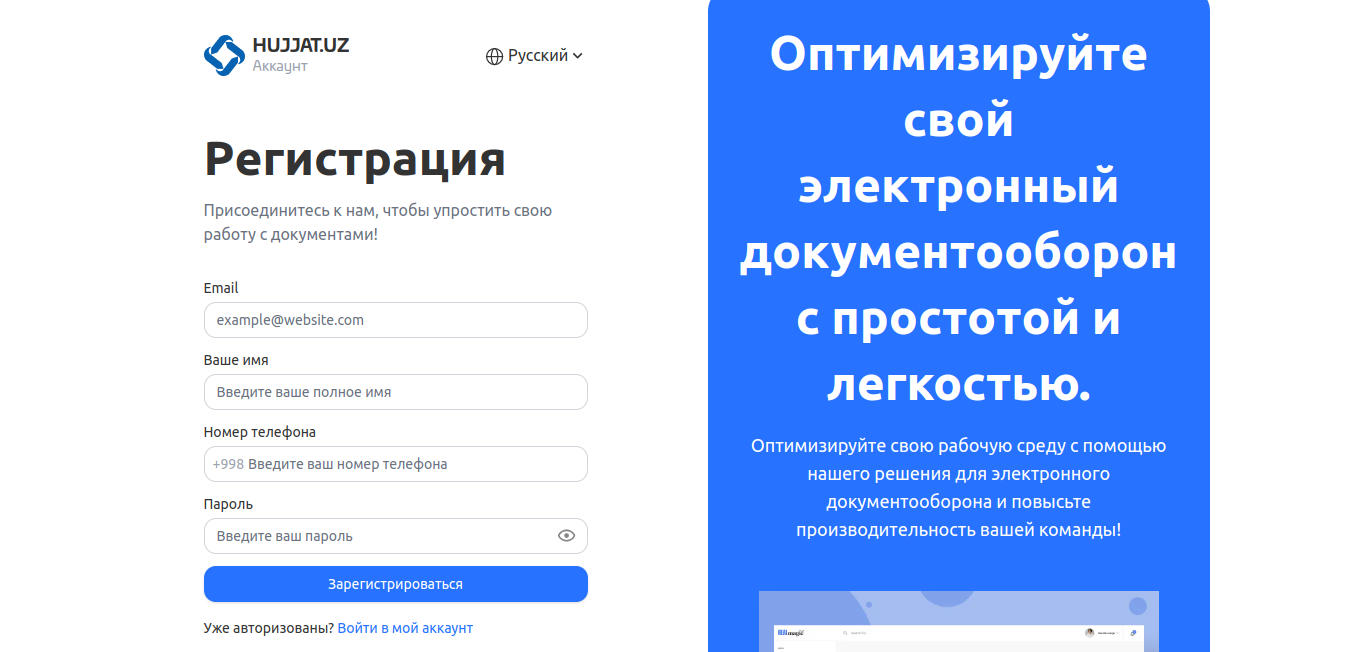 HUJJAT.UZ
Аккаунт
Русский
Регистрация
Присоединитесь к нам, чтобы упростить свою
работу с документами!
Email
example@website.com
Ваше имя
Введите ваше полное имя
Номер телефона
+998 Введите ваш номер телефона
Пароль
Введите ваш пароль
Зарегистрироваться
Уже авторизованы? Войти в мой аккаунт
Оптимизируйте
свой
электронный
документооборон
с простотой и
легкостью.
Оптимизируйте свою рабочую среду с помощью
нашего решения для электронного
документооборона и повысьте
производительность вашей команды!